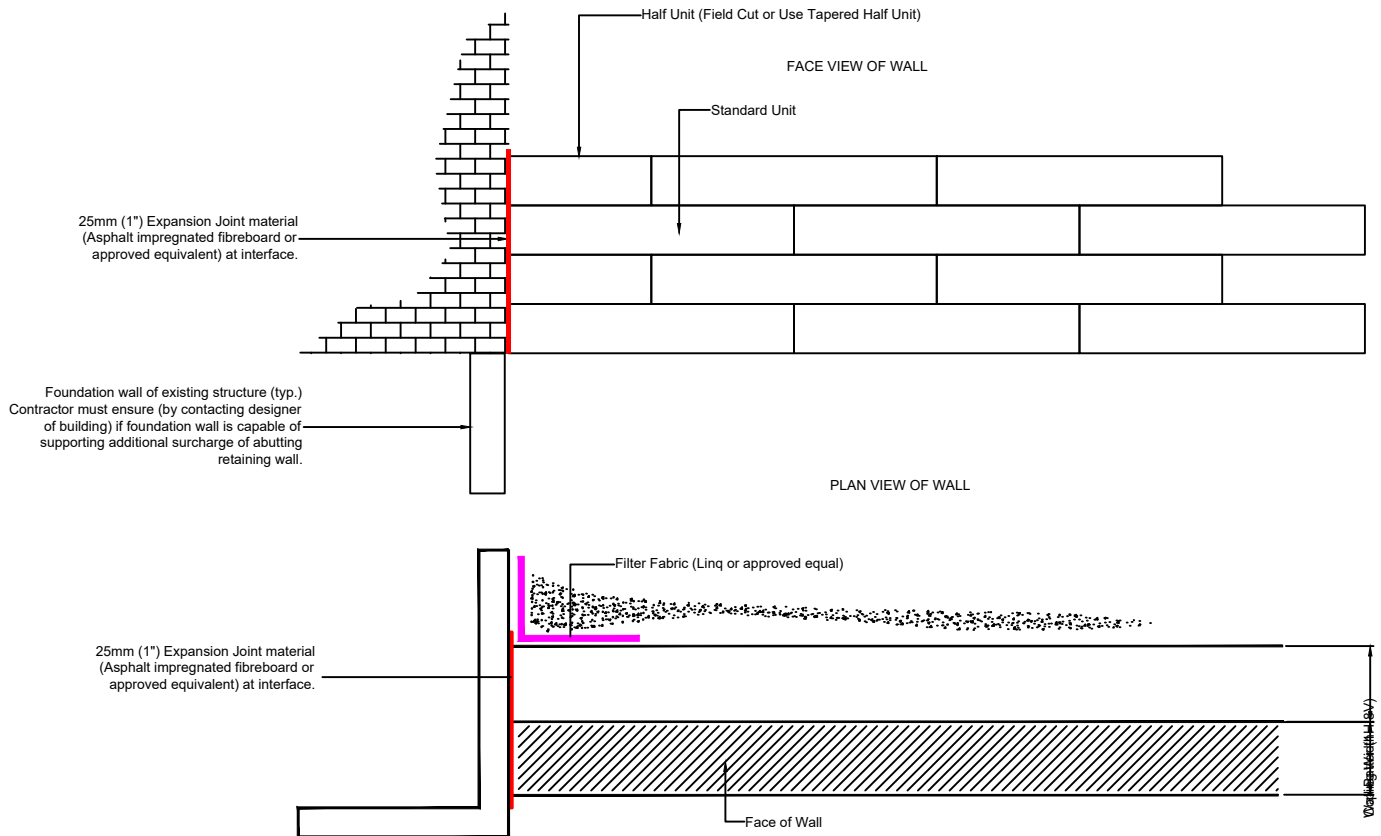 Half Unit (Field Cut or Use Tapered Half Unit)
FACE VIEW OF WALL
Standard Unit
25mm (1") Expansion Joint material
(Asphalt impregnated fibreboard or
approved equivalent) at interface.
Foundation wall of existing structure (typ.)
Contractor must ensure (by contacting designer
of building) if foundation wall is capable of
supporting additional surcharge of abutting
retaining wall.
PLAN VIEW OF WALL
Filter Fabric (Linq or approved equal)
25mm (1") Expansion Joint material
(Asphalt impregnated fibreboard or
approved equivalent) at interface.
Face of Wall